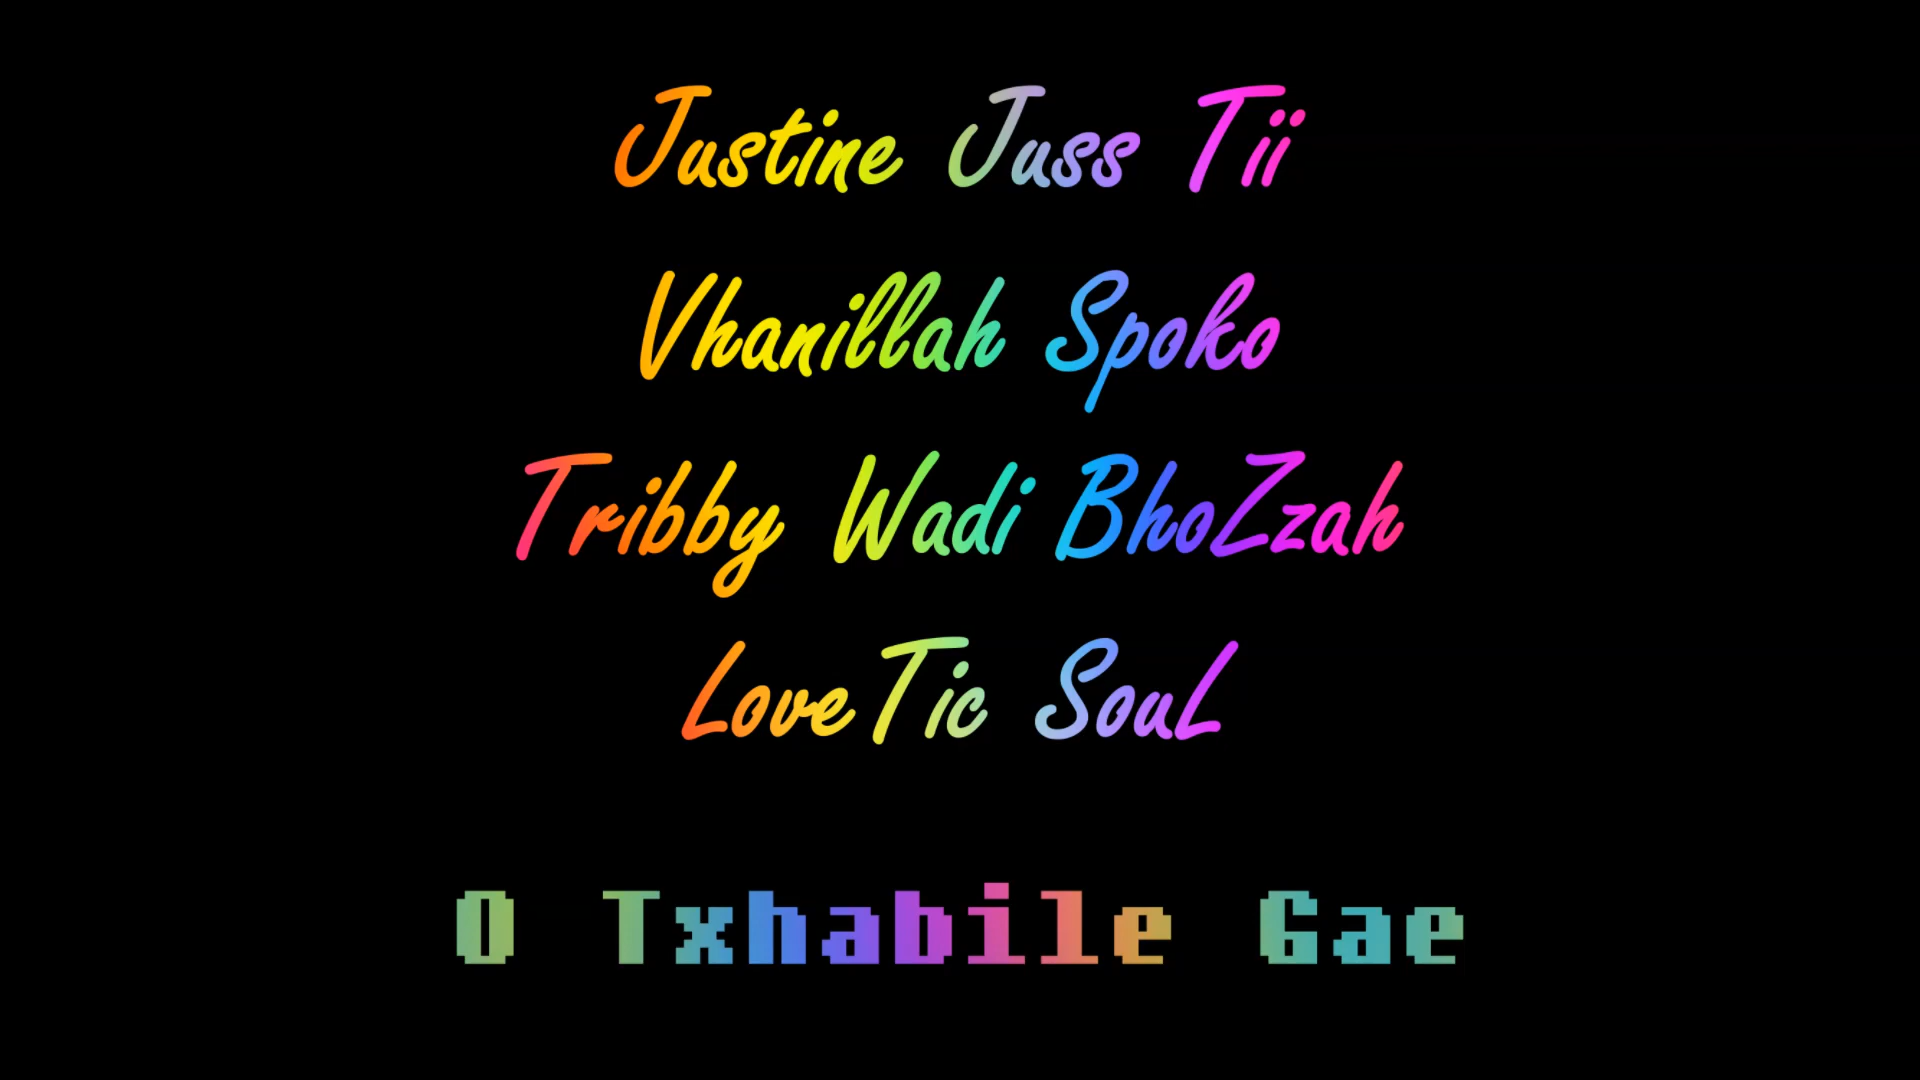 Justine Juss Tii
Vhanillah Spoko
Tribby Wadi BhoZzah
LoveTic SouL
O Txhabile Gae